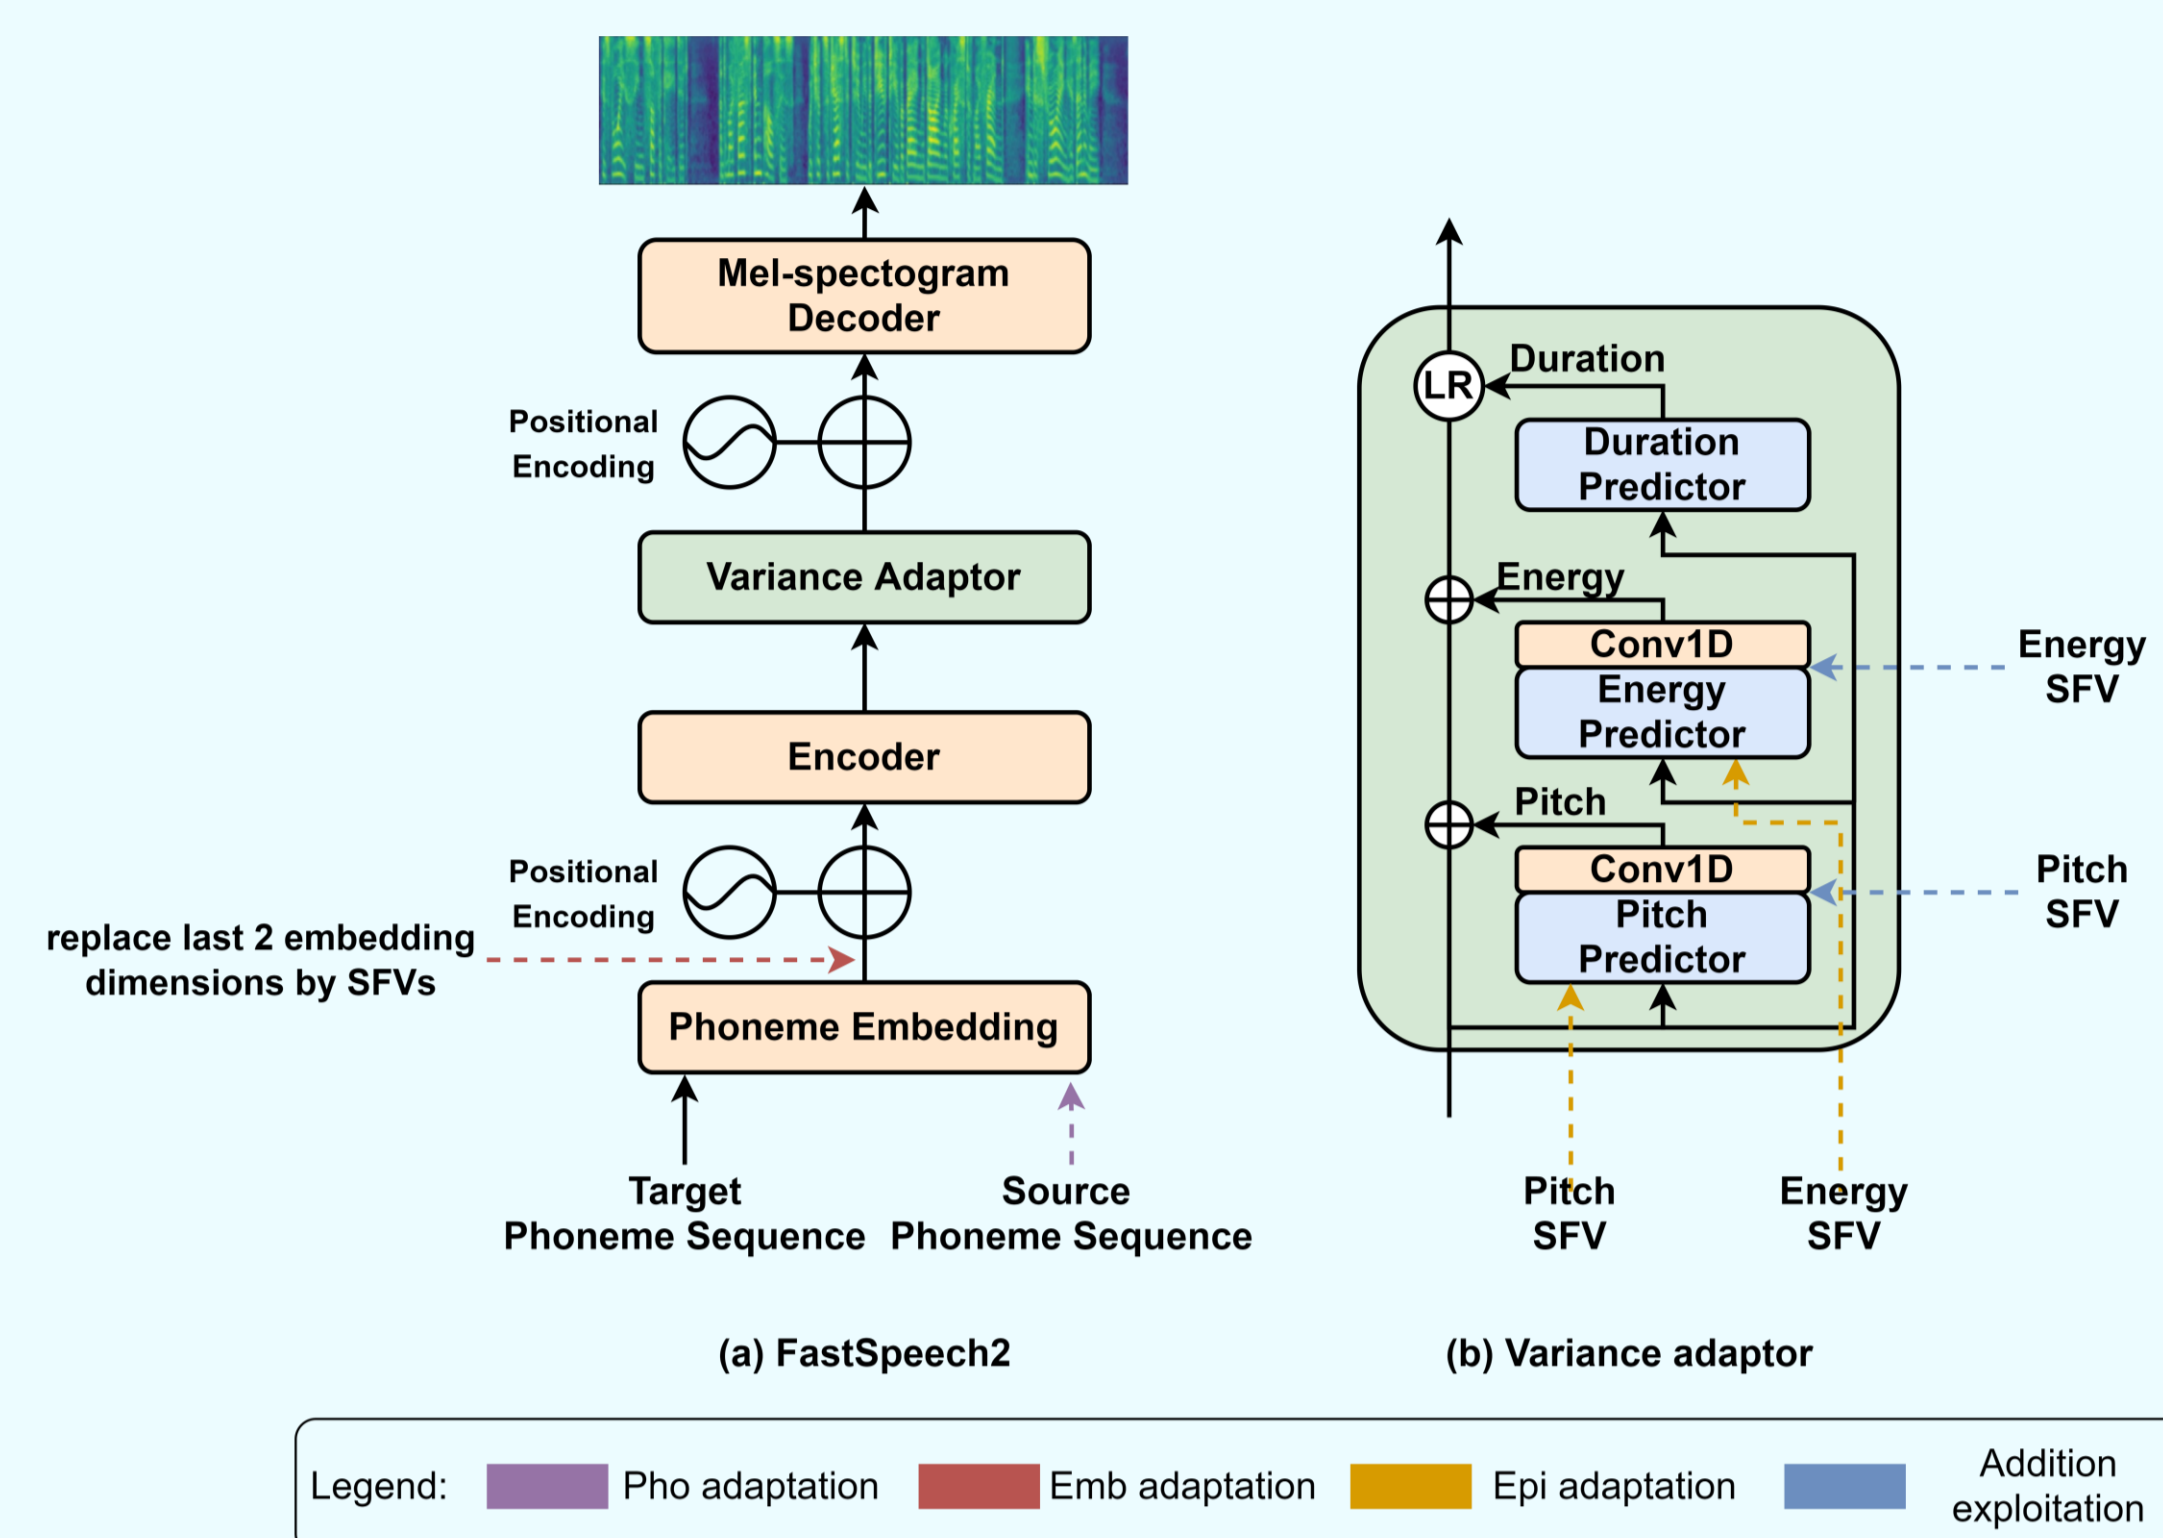 Mel-spectogram
Decoder
Positional
Encoding
Variance Adaptor
Encoder
Positional
Encoding
replace last 2 embedding
dimensions by SFVs
Phoneme Embedding
Target
Phoneme Sequence
Source
Phoneme Sequence
(a) FastSpeech2
LR
Duration
Duration
Predictor
Energy
Conv1D
Energy
Predictor
Energy
SFV
Pitch
Conv1D
Pitch
Predictor
Pitch
SFV
Pitch
SFV
Energy
SFV
(b) Variance adaptor
Legend:
Pho adaptation
Emb adaptation
Epi adaptation
Addition
exploitation